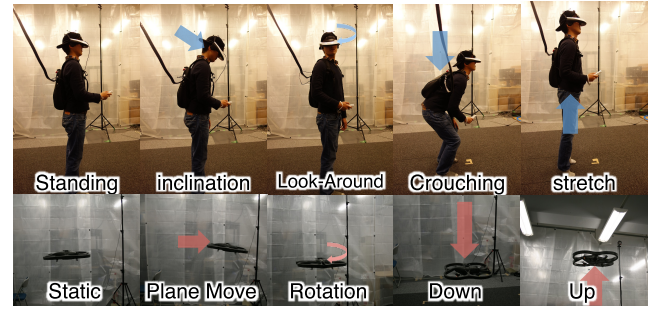 Standing
inclination
Look-Around
Crouching
stretch
Static
Plane Move
Rotation
Down
Up